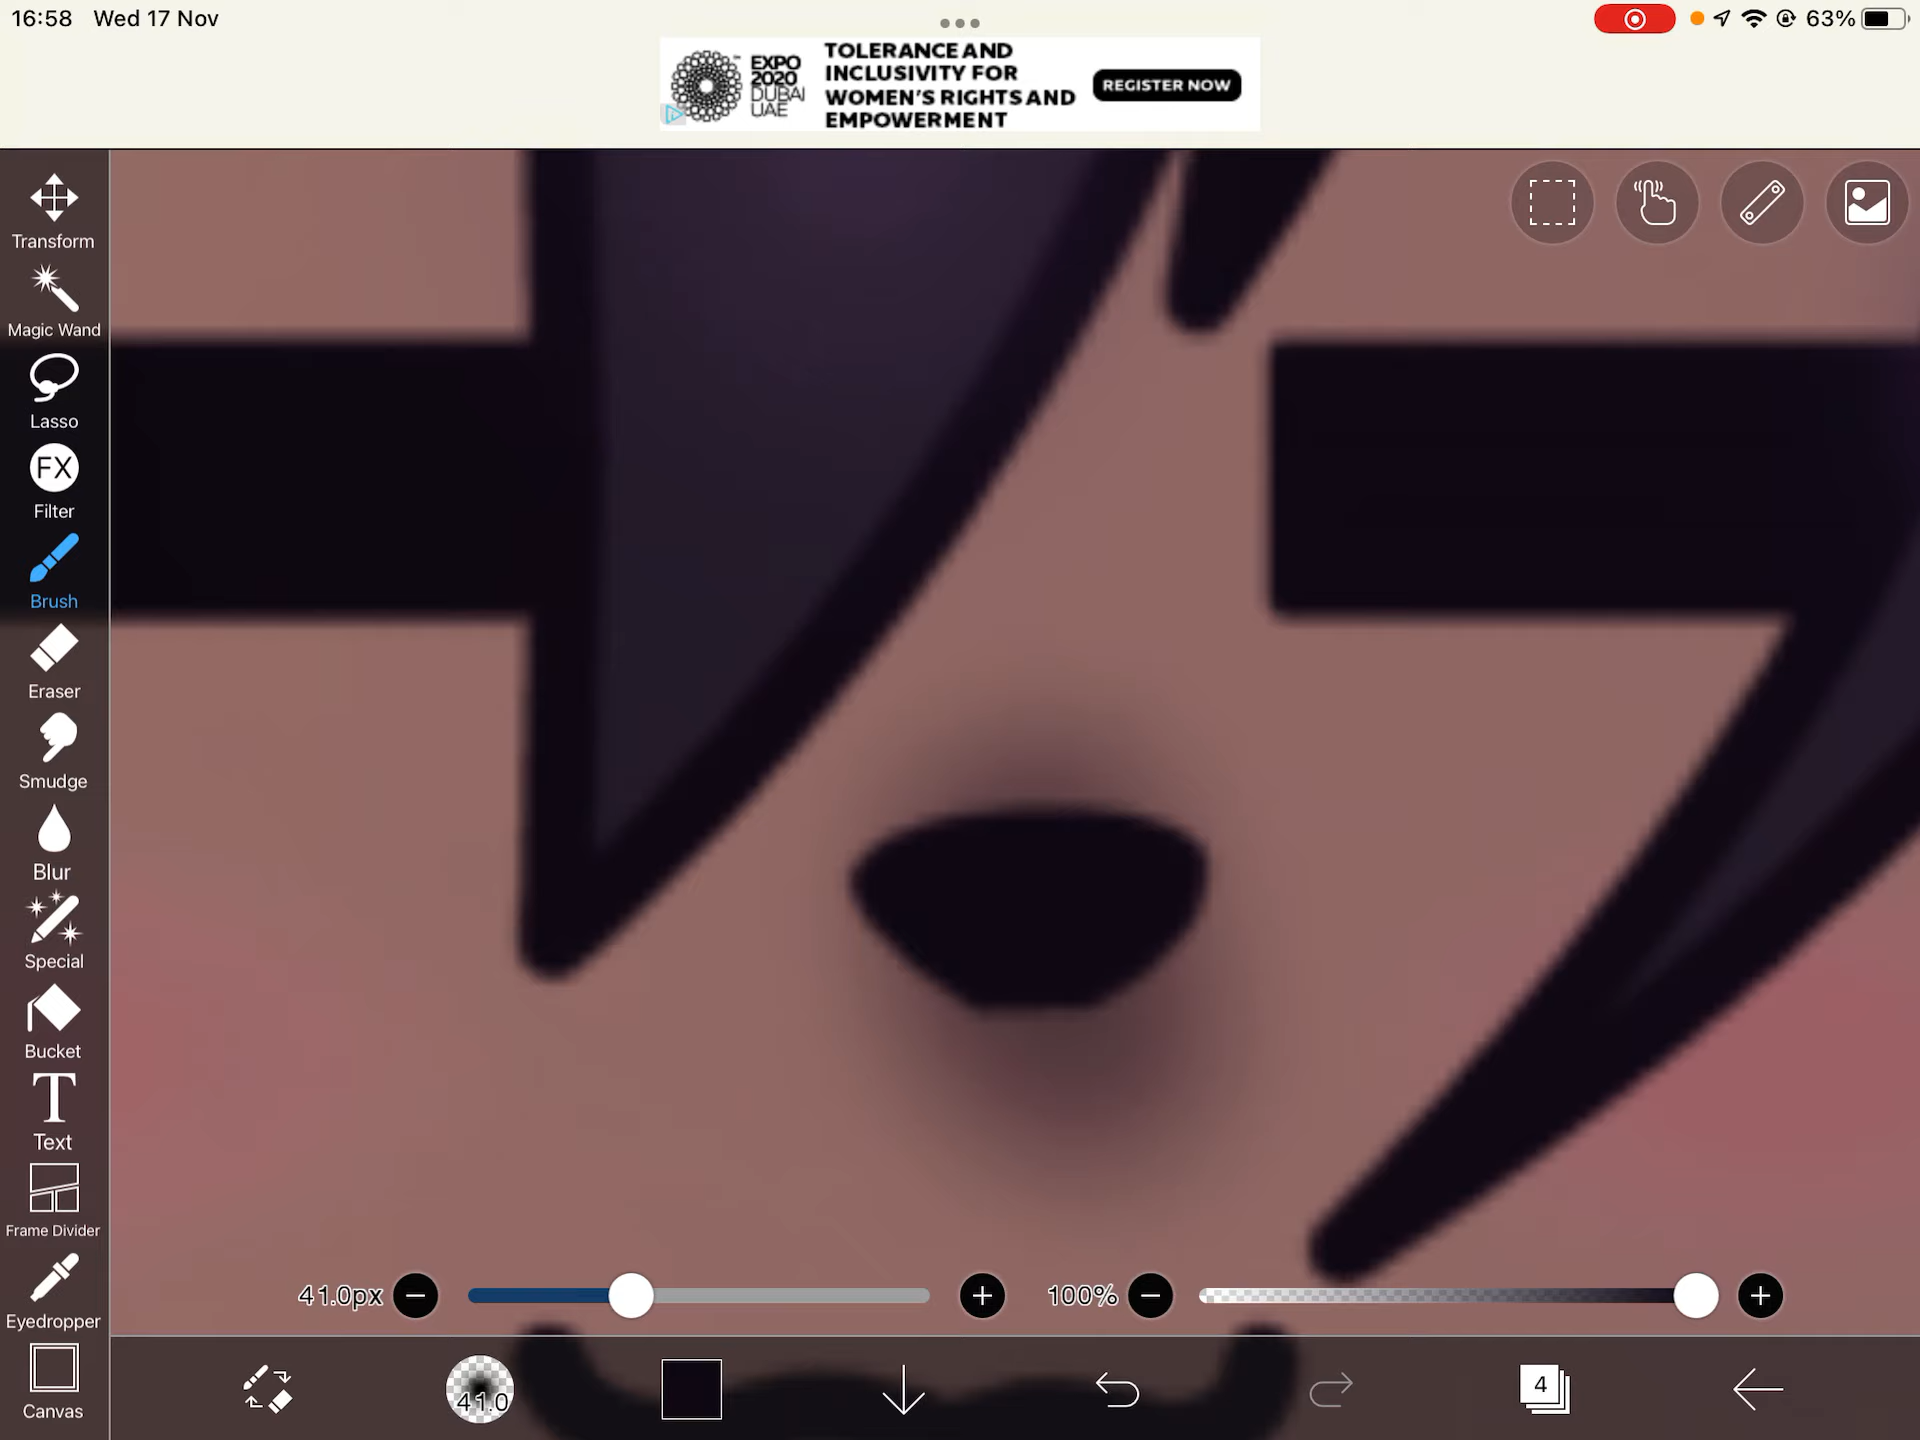 16:58 Wed 17 Nov
63%
EXPO
2020
DUBAI
UAE
TOLERANCE AND
INCLUSIVITY FOR
WOMEN'S RIGHTS AND
EMPOWERMENT
REGISTER NOW
Transform
Magic Wand
Lasso
FX
Filter
Brush
Eraser
Smudge
Blur
Special
Bucket
T
Text
Frame Divider
Eyedropper
Canvas
41.0px
100%
41.0
4